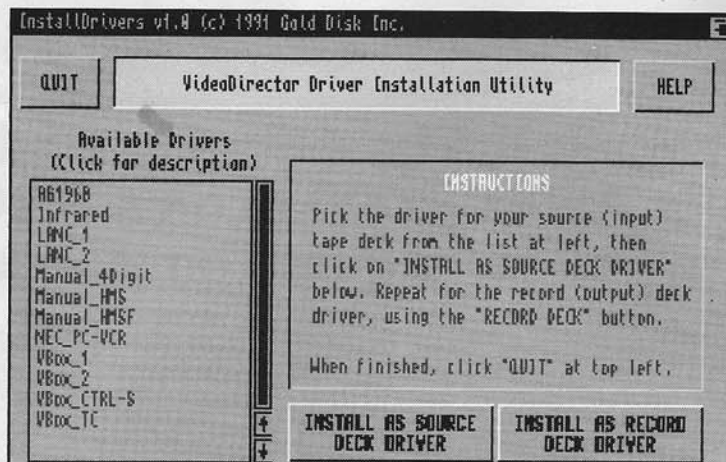 InstallDrivers v1.0 (c) 1991 Gold Disk Inc.
QUIT
VideoDirector Driver Installation Utility
HELP
Available Drivers
(Click for description)
AG1968
Infrared
LANC_1
LANC_2
Manual_4Digit
Manual_HMS
Manual_HMSF
NEC_PC-VCR
VBox_1
VBox_2
VBox_CTRL-S
VBox_TC
INSTRUCTIONS
Pick the driver for your source (input)
tape deck from the list at left, then
click on "INSTALL AS SOURCE DECK DRIVER"
below. Repeat for the record (output) deck
driver, using the "RECORD DECK" button.
When finished, click "QUIT" at top left.
INSTALL AS SOURCE
DECK DRIVER
INSTALL AS RECORD
DECK DRIVER